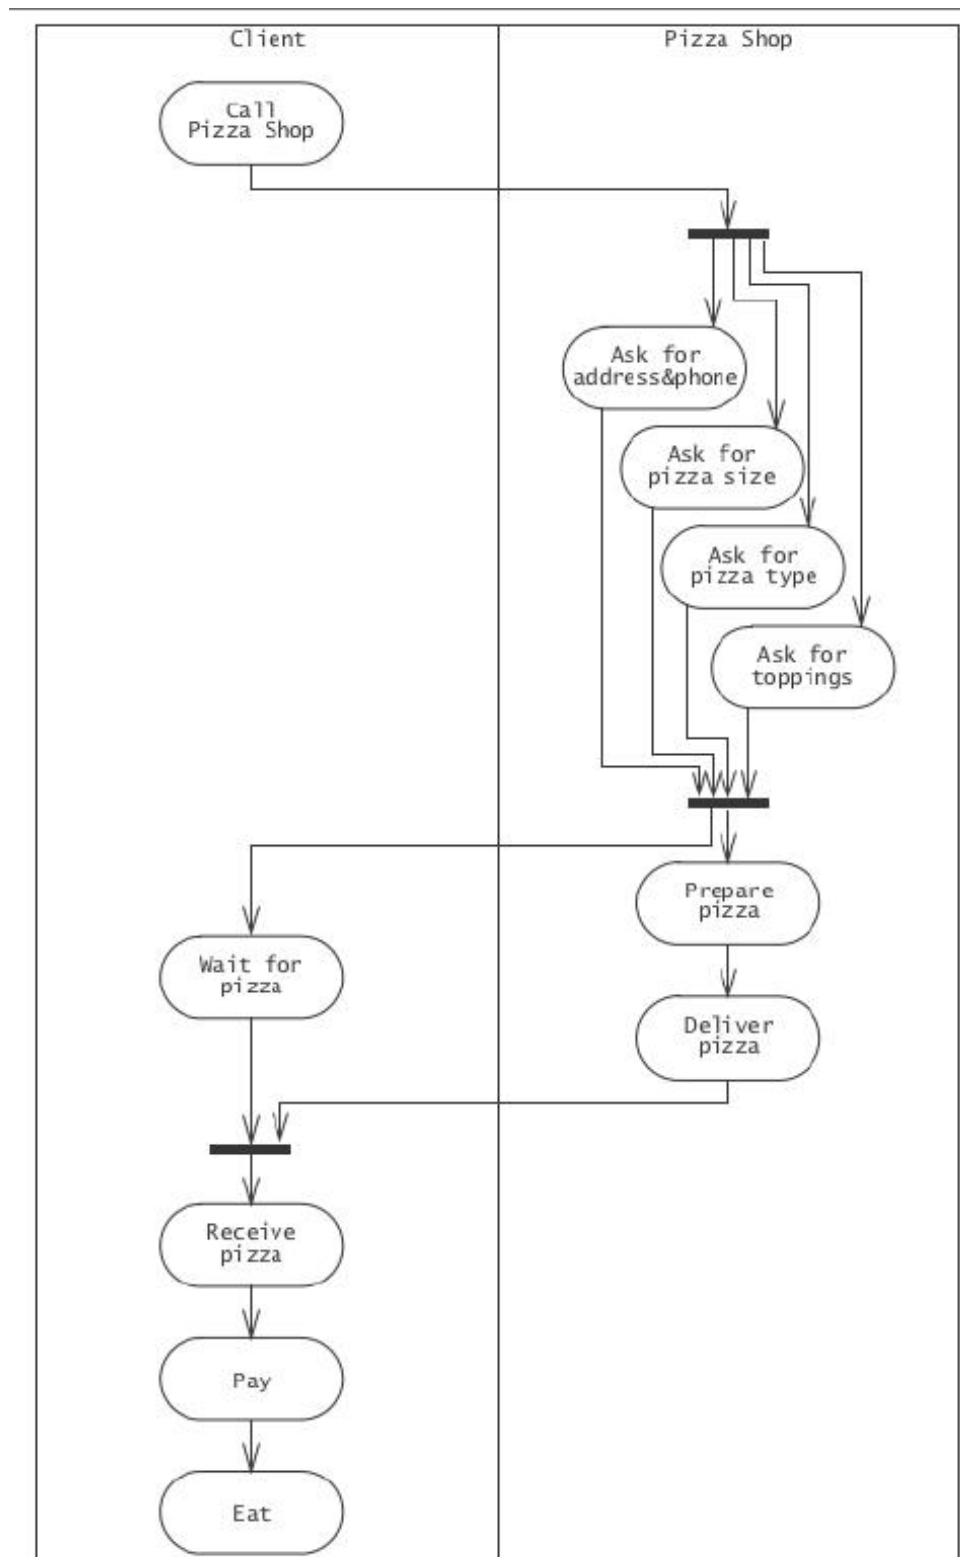 Client
Pizza Shop
Call
Pizza Shop
Ask for
address&phone
Ask for
pizza size
Ask for
pizza type
Ask for
toppings
Prepare
pizza
Wait for
pizza
Deliver
pizza
Receive
pizza
Pay
Eat